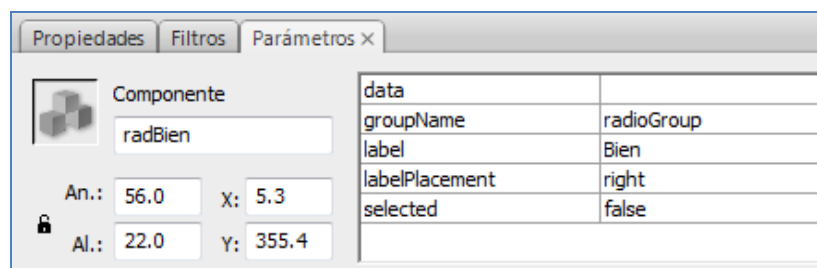 Propiedades Filtros Parámetros ×
Componente
radBien
An.: 56.0 X: 5.3
Al.: 22.0 Y: 355.4
data
groupName radioGroup
label Bien
labelPlacement right
selected false